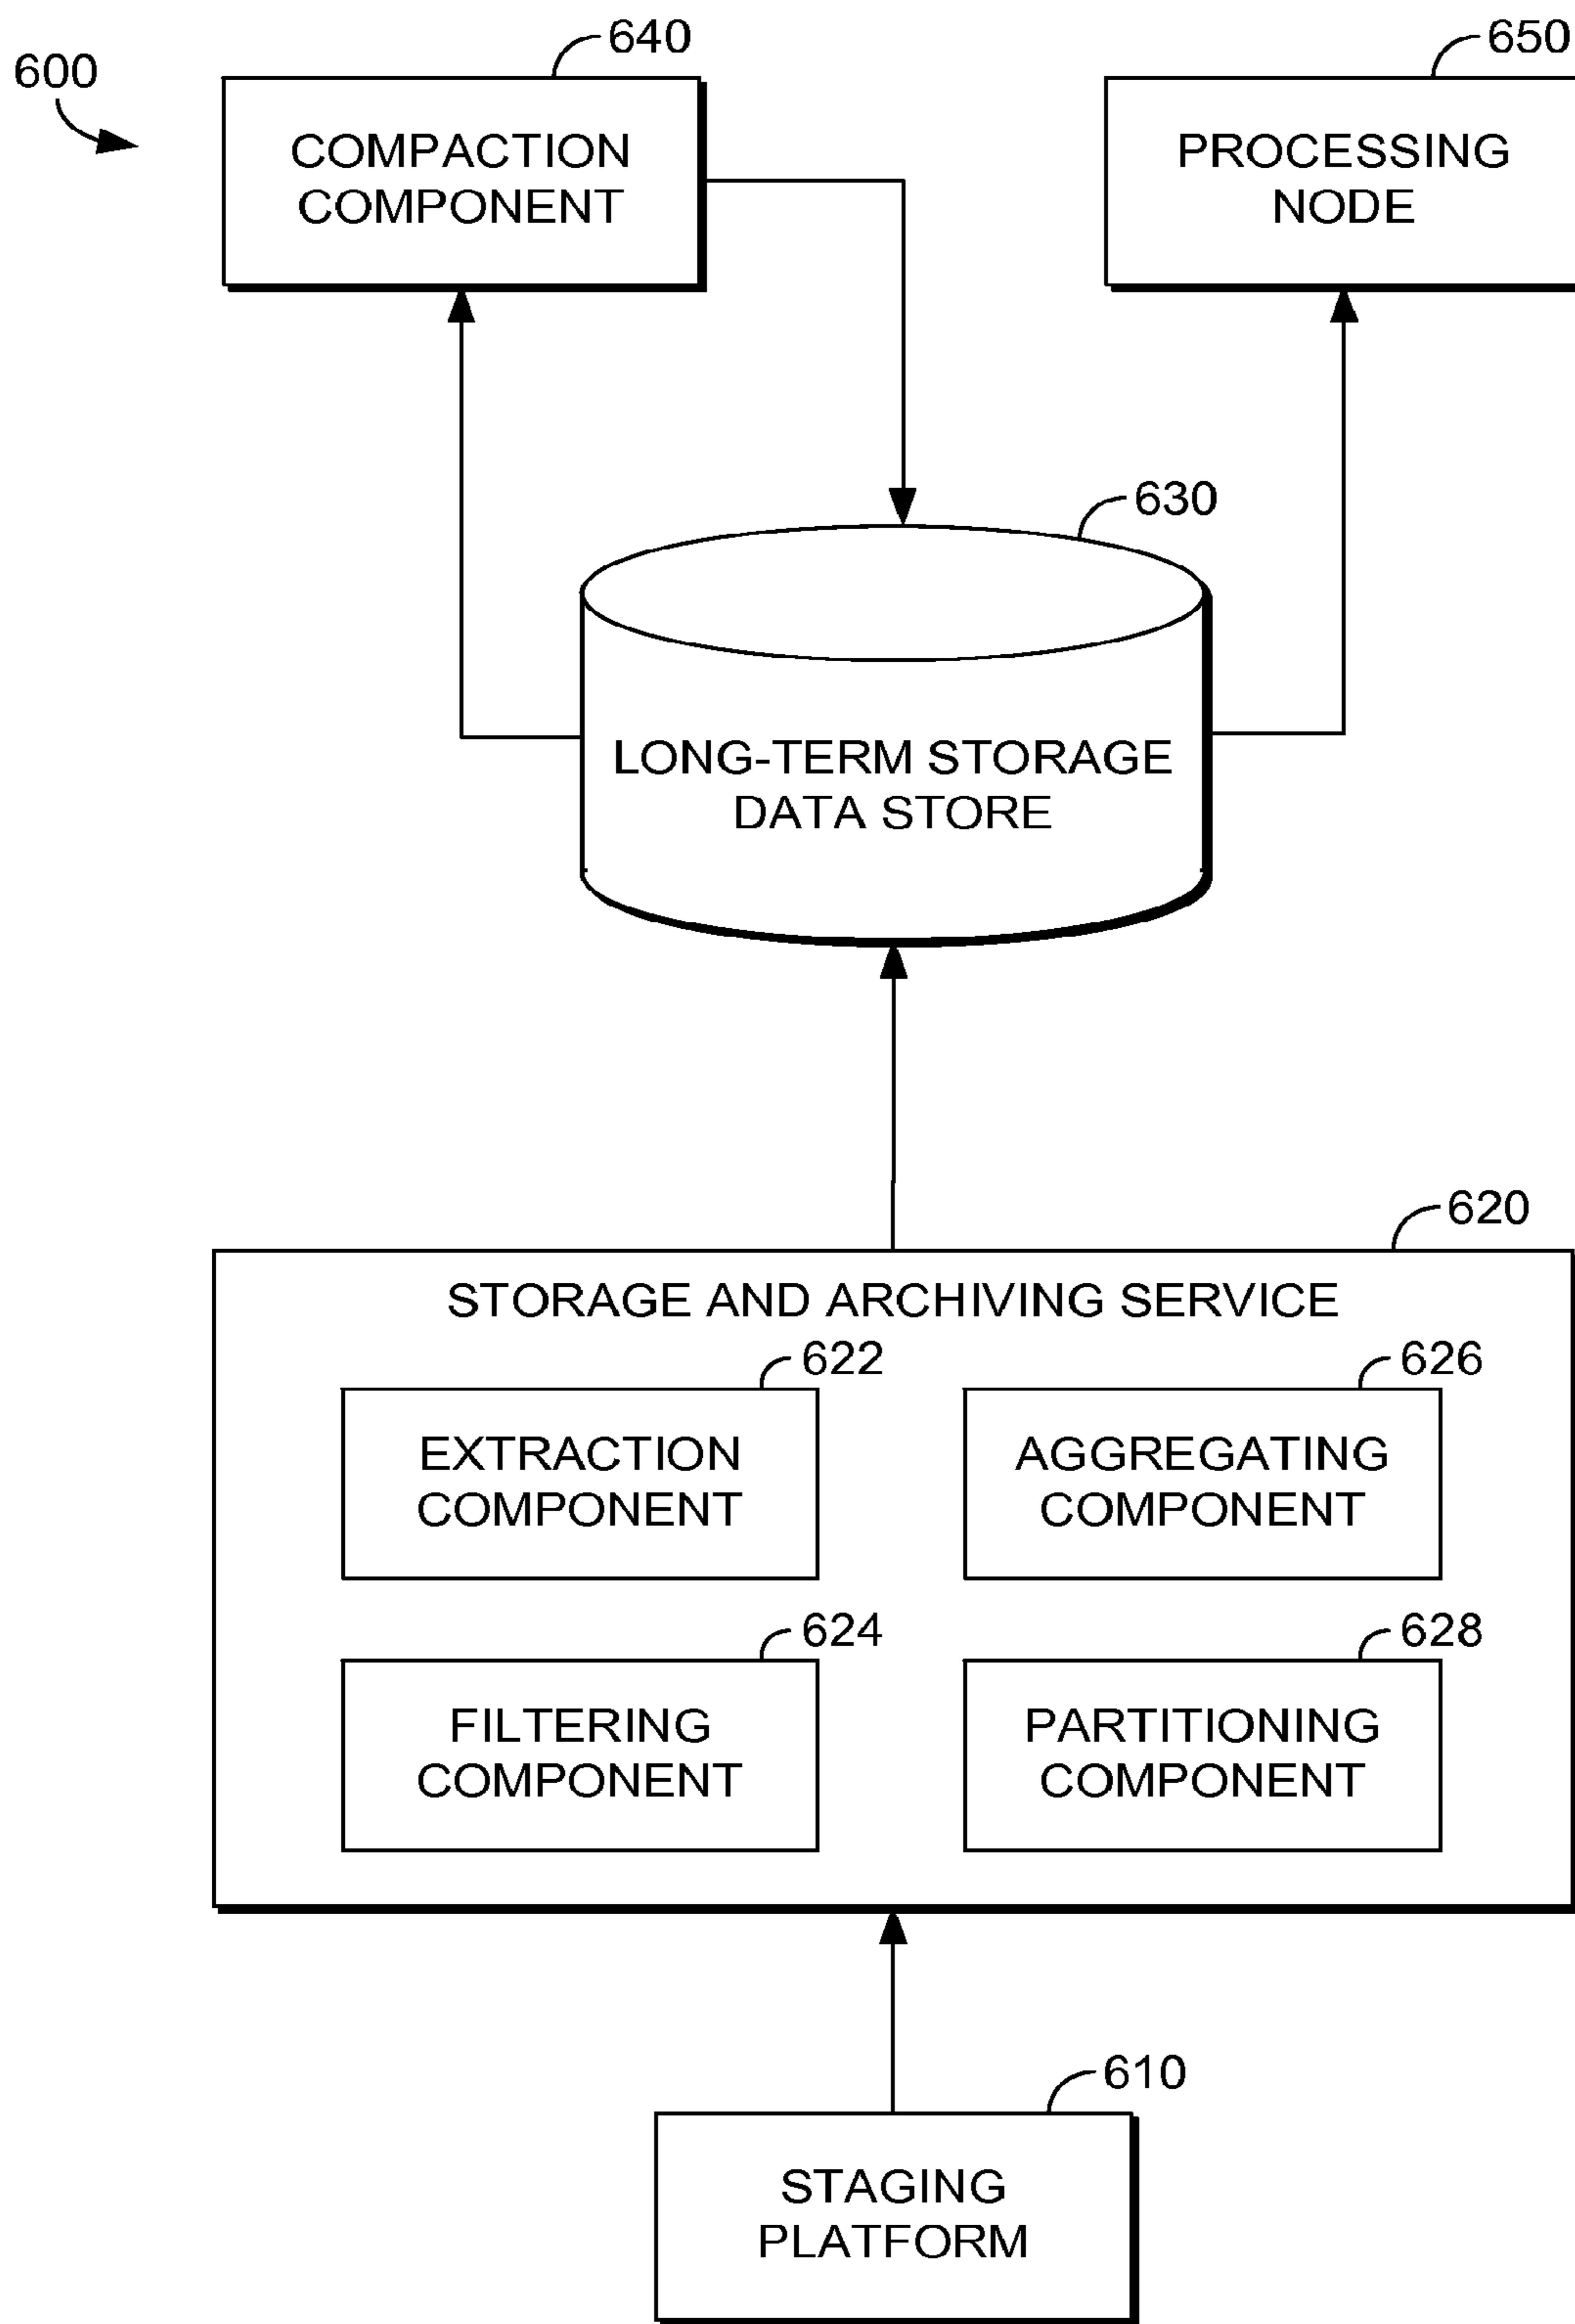 600
640
COMPACTION
COMPONENT
650
PROCESSING
NODE
630
LONG-TERM STORAGE
DATA STORE
620
STORAGE AND ARCHIVING SERVICE
622
EXTRACTION
COMPONENT
626
AGGREGATING
COMPONENT
624
FILTERING
COMPONENT
628
PARTITIONING
COMPONENT
610
STAGING
PLATFORM